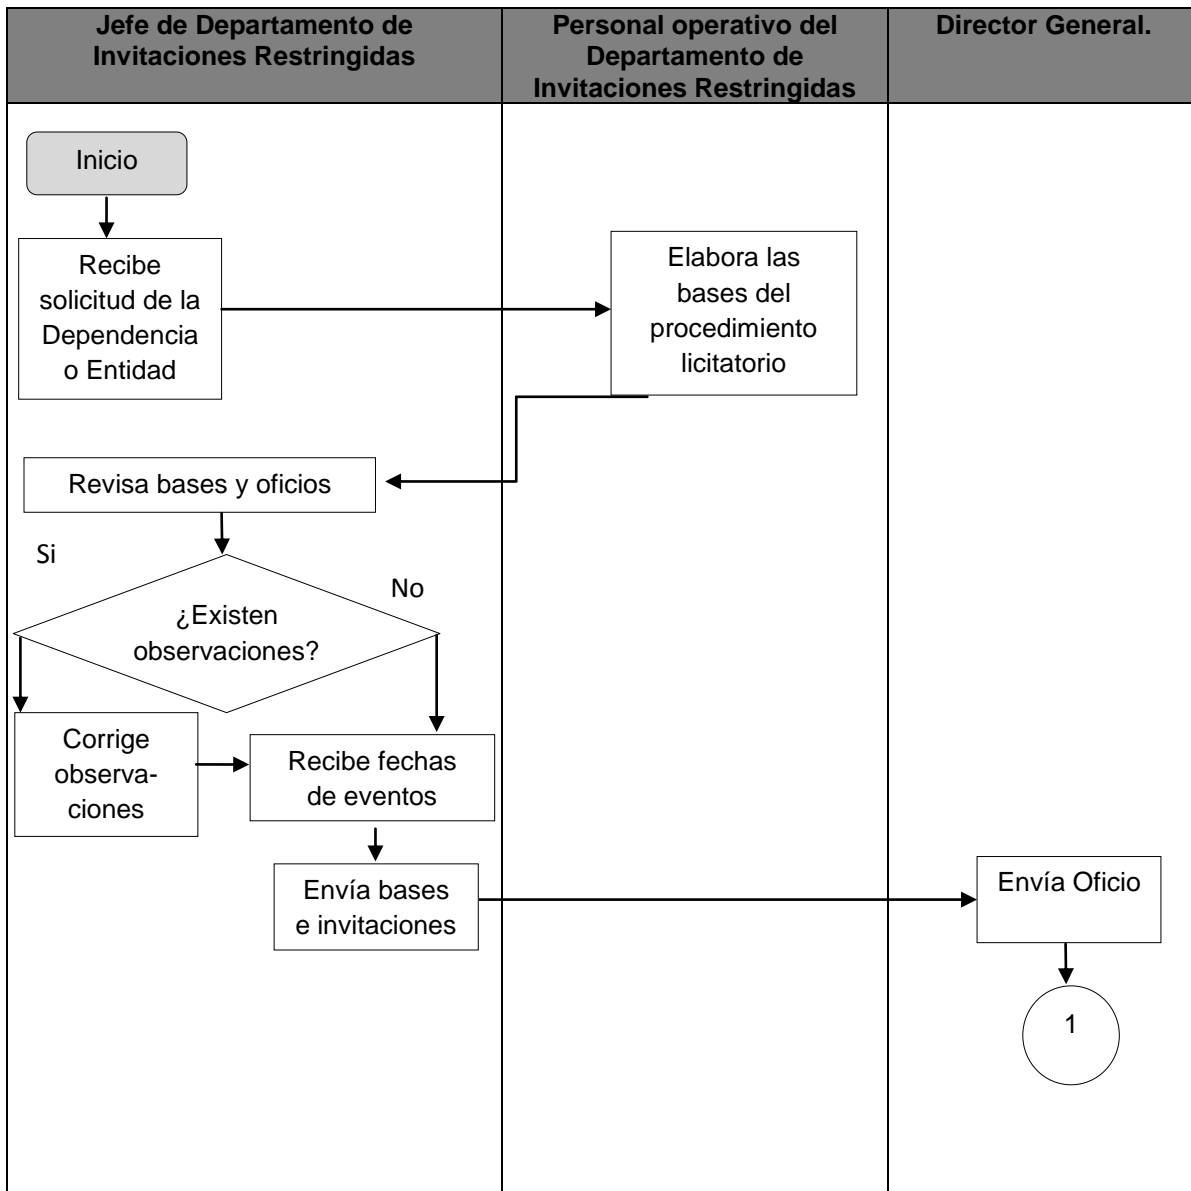 Jefe de Departamento de
Invitaciones Restringidas
Personal operativo del
Departamento de
Invitaciones Restringidas
Director General.
Inicio
Recibe
solicitud de la
Dependencia
o Entidad
Elabora las
bases del
procedimiento
licitatorio
Revisa bases y oficios
Si
No
¿Existen
observaciones?
Corrige
observa-
ciones
Recibe fechas
de eventos
Envía bases
e invitaciones
Envía Oficio
1